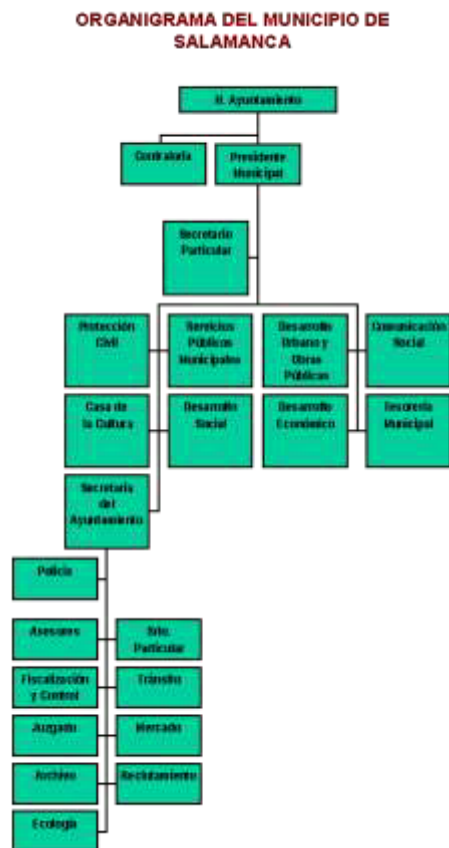 ORGANIGRAMA DEL MUNICIPIO DE
SALAMANCA
H. Ayuntamiento
Contraloría
Presidente
Municipal
Secretario
Particular
Protección
Civil
Servicios
Públicos
Municipales
Desarrollo
Urbano y
Obras
Públicas
Comunicación
Social
Casa de
la Cultura
Desarrollo
Social
Desarrollo
Económico
Tesorería
Municipal
Secretaría
del
Ayuntamiento
Policía
Asesores
Srio.
Particular
Fiscalización
y Control
Tránsito
Juzgado
Mercado
Archivo
Reclutamiento
Ecología